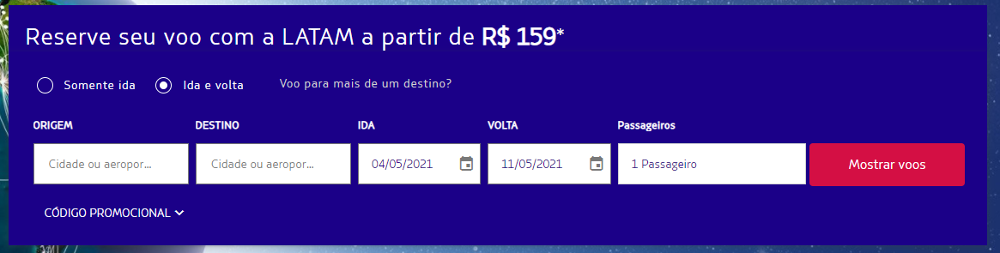 Reserve seu voo com a LATAM a partir de R$ 159*
Somente ida Ida e volta Voo para mais de um destino?
ORIGEM DESTINO IDA VOLTA Passageiros
Cidade ou aeropor... Cidade ou aeropor... 04/05/2021 11/05/2021 1 Passageiro Mostrar voos
CÓDIGO PROMOCIONAL